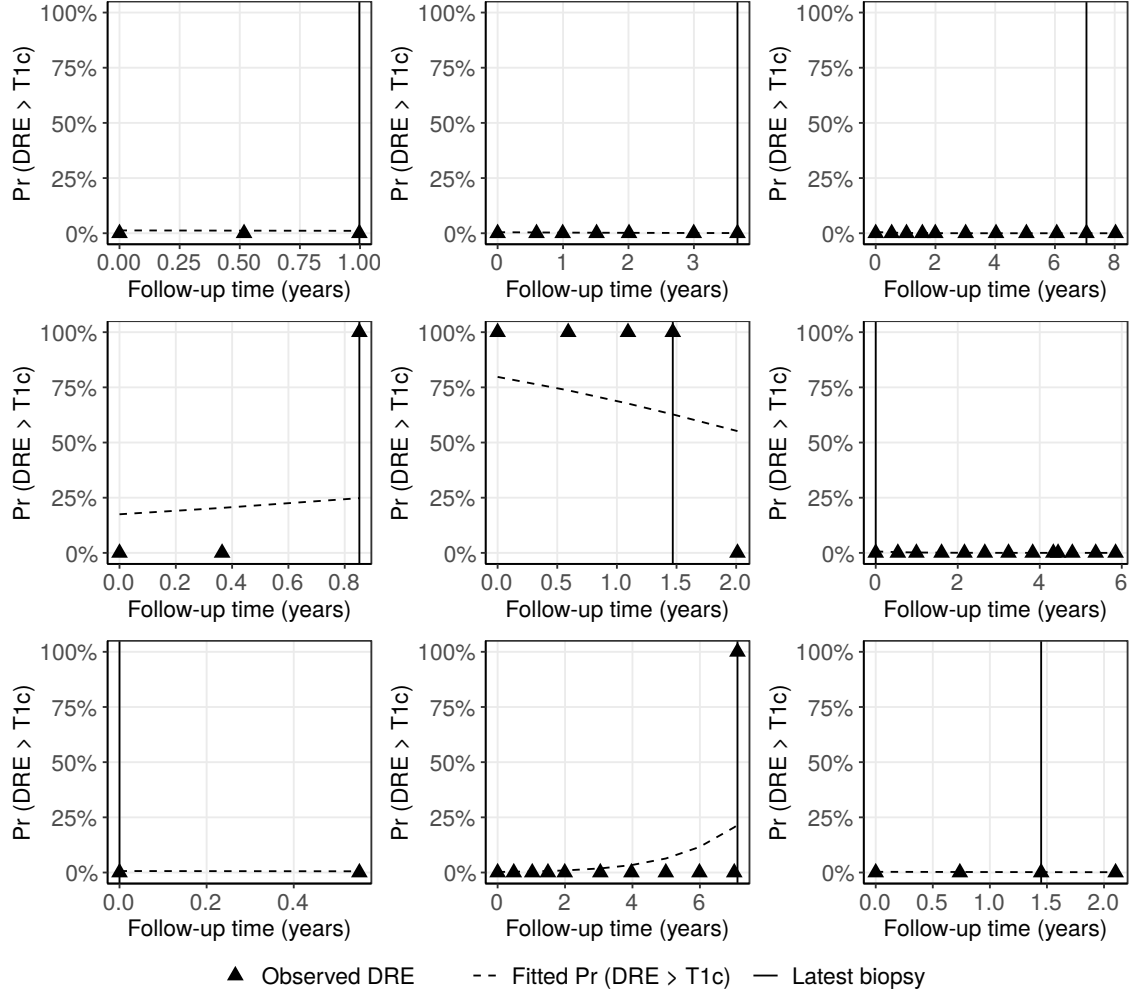 100%
75%
50%
25%
0%
Pr (DRE > T1c)
0.00 0.25 0.50 0.75 1.00
Follow-up time (years)
100%
75%
50%
25%
0%
Pr (DRE > T1c)
0 1 2 3
Follow-up time (years)
100%
75%
50%
25%
0%
Pr (DRE > T1c)
0 2 4 6 8
Follow-up time (years)
100%
75%
50%
25%
0%
Pr (DRE > T1c)
0.0 0.2 0.4 0.6 0.8
Follow-up time (years)
100%
75%
50%
25%
0%
Pr (DRE > T1c)
0.0 0.5 1.0 1.5 2.0
Follow-up time (years)
100%
75%
50%
25%
0%
Pr (DRE > T1c)
0 2 4 6
Follow-up time (years)
100%
75%
50%
25%
0%
Pr (DRE > T1c)
0.0 0.2 0.4
Follow-up time (years)
100%
75%
50%
25%
0%
Pr (DRE > T1c)
0 2 4 6
Follow-up time (years)
100%
75%
50%
25%
0%
Pr (DRE > T1c)
0.0 0.5 1.0 1.5 2.0
Follow-up time (years)
Observed DRE Fitted Pr (DRE > T1c) Latest biopsy